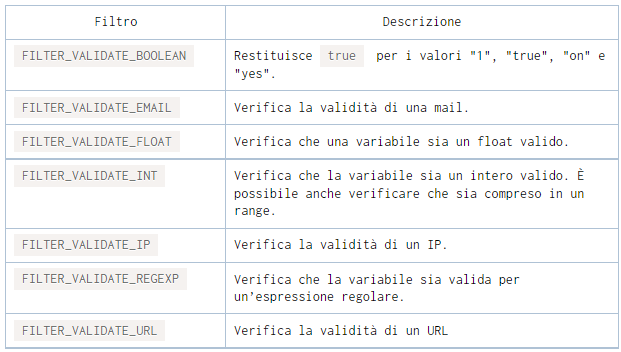 Filtro Descrizione
FILTER_VALIDATE_BOOLEAN Restituisce true per i valori "1", "true", "on" e
"yes".
FILTER_VALIDATE_EMAIL Verifica la validità di una mail.
FILTER_VALIDATE_FLOAT Verifica che una variabile sia un float valido.
FILTER_VALIDATE_INT Verifica che la variabile sia un intero valido. È
possibile anche verificare che sia compreso in un
range.
FILTER_VALIDATE_IP Verifica la validità di un IP.
FILTER_VALIDATE_REGEXP Verifica che la variabile sia valida per
un’espressione regolare.
FILTER_VALIDATE_URL Verifica la validità di un URL